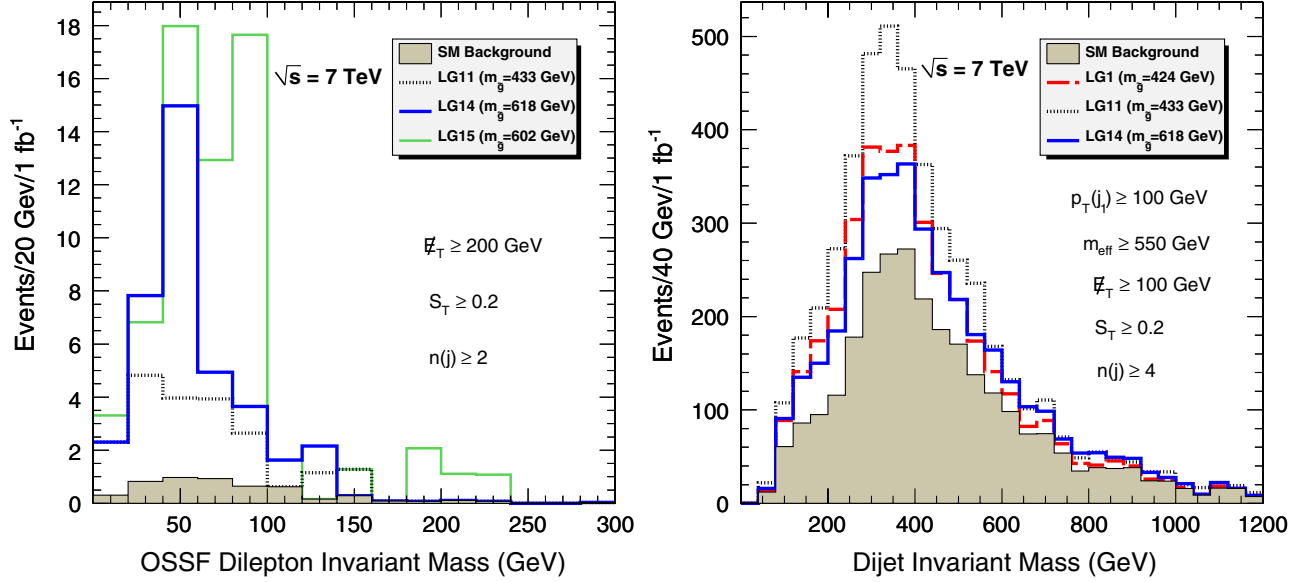 Events/20 Gev/1 fb⁻¹
18
16
14
12
10
8
6
4
2
0
50 100 150 200 250 300
OSSF Dilepton Invariant Mass (GeV)
√s = 7 TeV
SM Background
LG11 (m_g̃=433 GeV)
LG14 (m_g̃=618 GeV)
LG15 (m_g̃=602 GeV)
E̸_T ≥ 200 GeV
S_T ≥ 0.2
n(j) ≥ 2
Events/40 Gev/1 fb⁻¹
500
400
300
200
100
0
200 400 600 800 1000 1200
Dijet Invariant Mass (GeV)
√s = 7 TeV
SM Background
LG1 (m_g̃=424 GeV)
LG11 (m_g̃=433 GeV)
LG14 (m_g̃=618 GeV)
p_T(j_1) ≥ 100 GeV
m_eff ≥ 550 GeV
E̸_T ≥ 100 GeV
S_T ≥ 0.2
n(j) ≥ 4